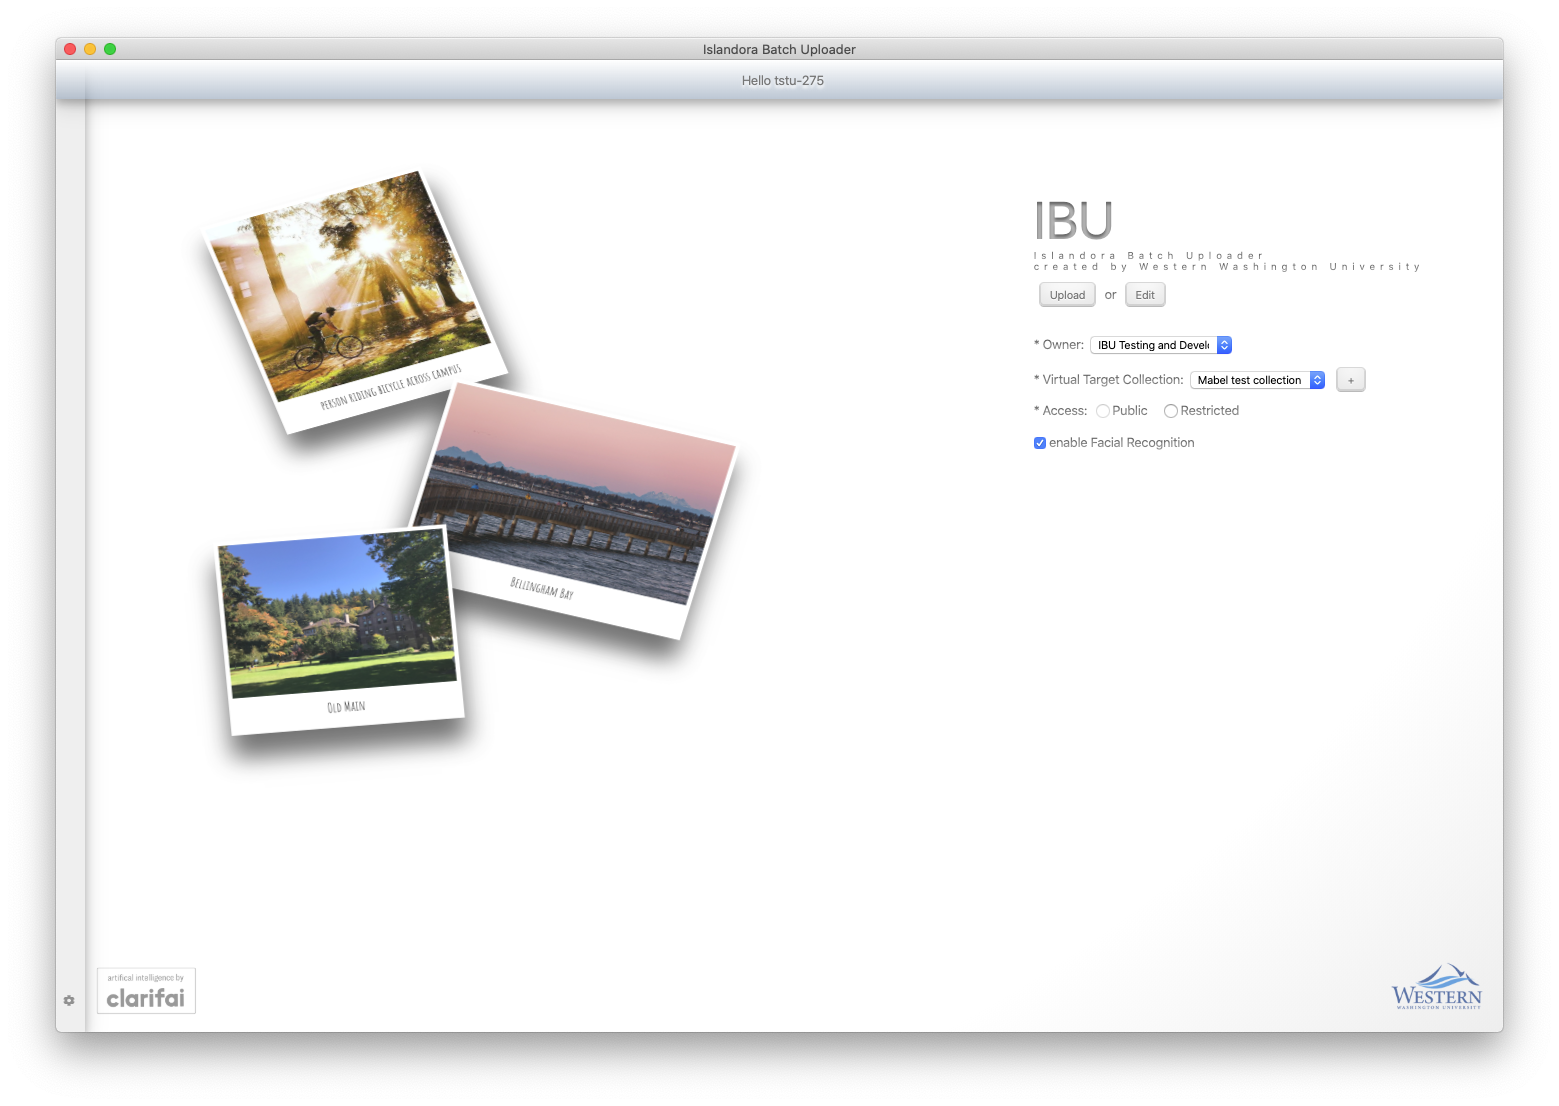 Islandora Batch Uploader
Hello tstu-275
PERSON RIDING BICYCLE ACROSS CAMPUS
BELLINGHAM BAY
OLD MAIN
IBU
Islandora Batch Uploader
created by Western Washington University
Upload or Edit
* Owner: IBU Testing and Devel
* Virtual Target Collection: Mabel test collection +
* Access: Public Restricted
enable Facial Recognition
artifical intelligence by
clarifai
WESTERN
WASHINGTON UNIVERSITY